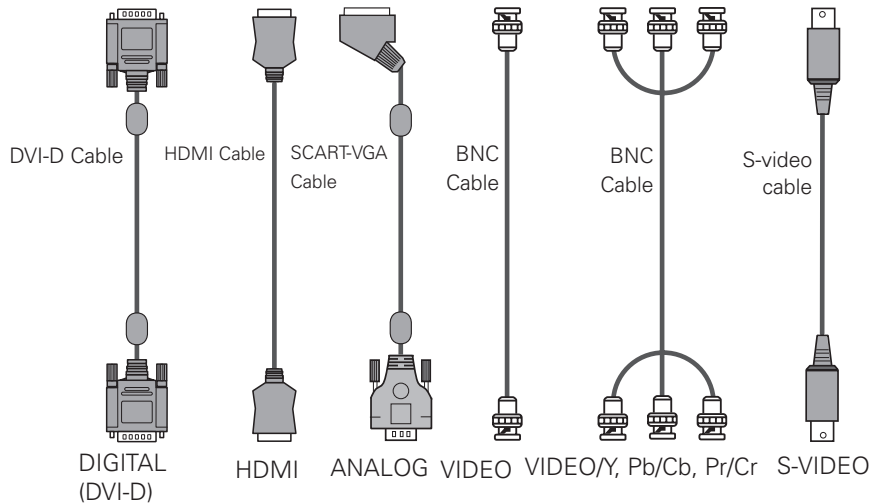 DVI-D Cable
HDMI Cable
SCART-VGA
Cable
BNC
Cable
BNC
Cable
S-video
cable
DIGITAL
(DVI-D)
HDMI
ANALOG
VIDEO
VIDEO/Y, Pb/Cb, Pr/Cr
S-VIDEO